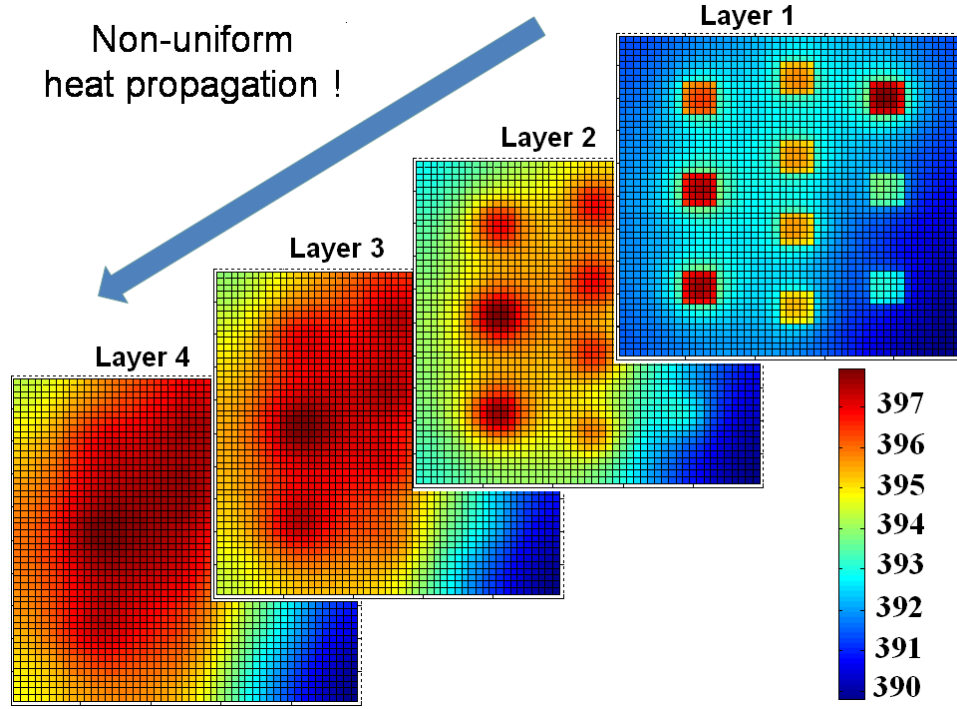 Non-uniform
heat propagation !
Layer 1
Layer 2
Layer 3
Layer 4
397
396
395
394
393
392
391
390